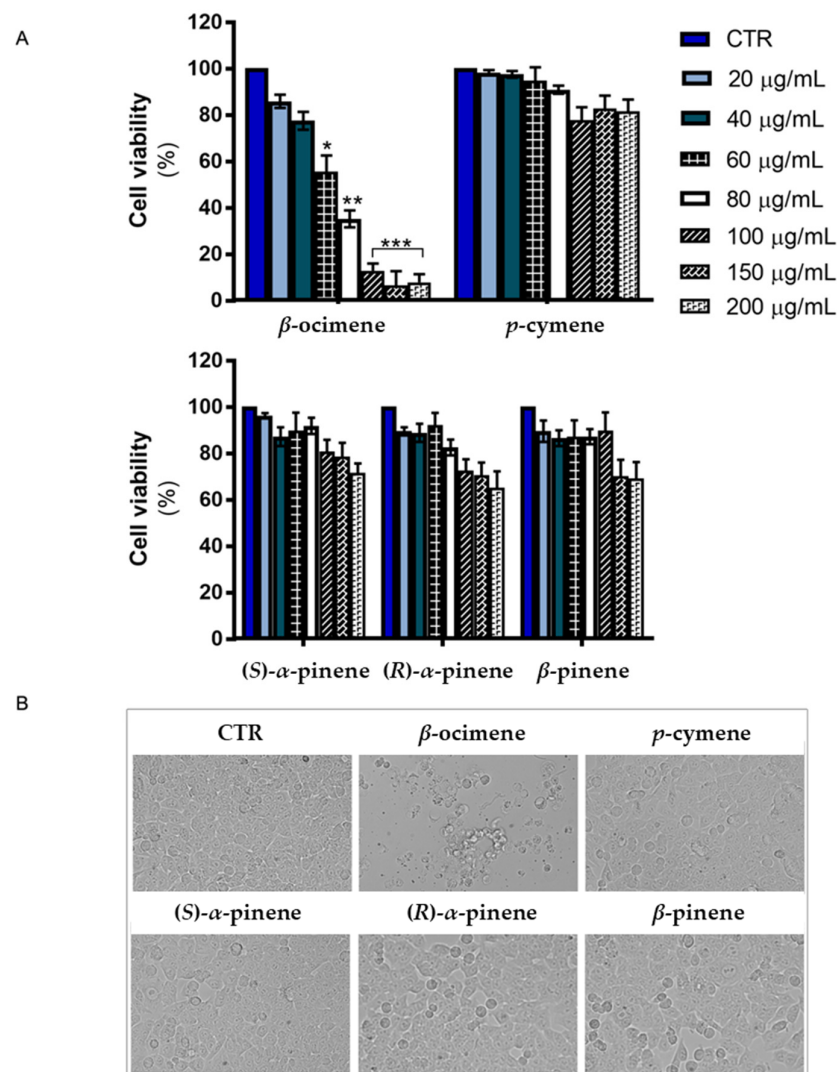 A
Cell viability
(%)
120
100
80
60
40
20
0
*
**
***
β-ocimene
p-cymene
CTR
20 µg/mL
40 µg/mL
60 µg/mL
80 µg/mL
100 µg/mL
150 µg/mL
200 µg/mL
Cell viability
(%)
120
100
80
60
40
20
0
(S)-α-pinene (R)-α-pinene β-pinene
B
CTR β-ocimene p-cymene
(S)-α-pinene (R)-α-pinene β-pinene